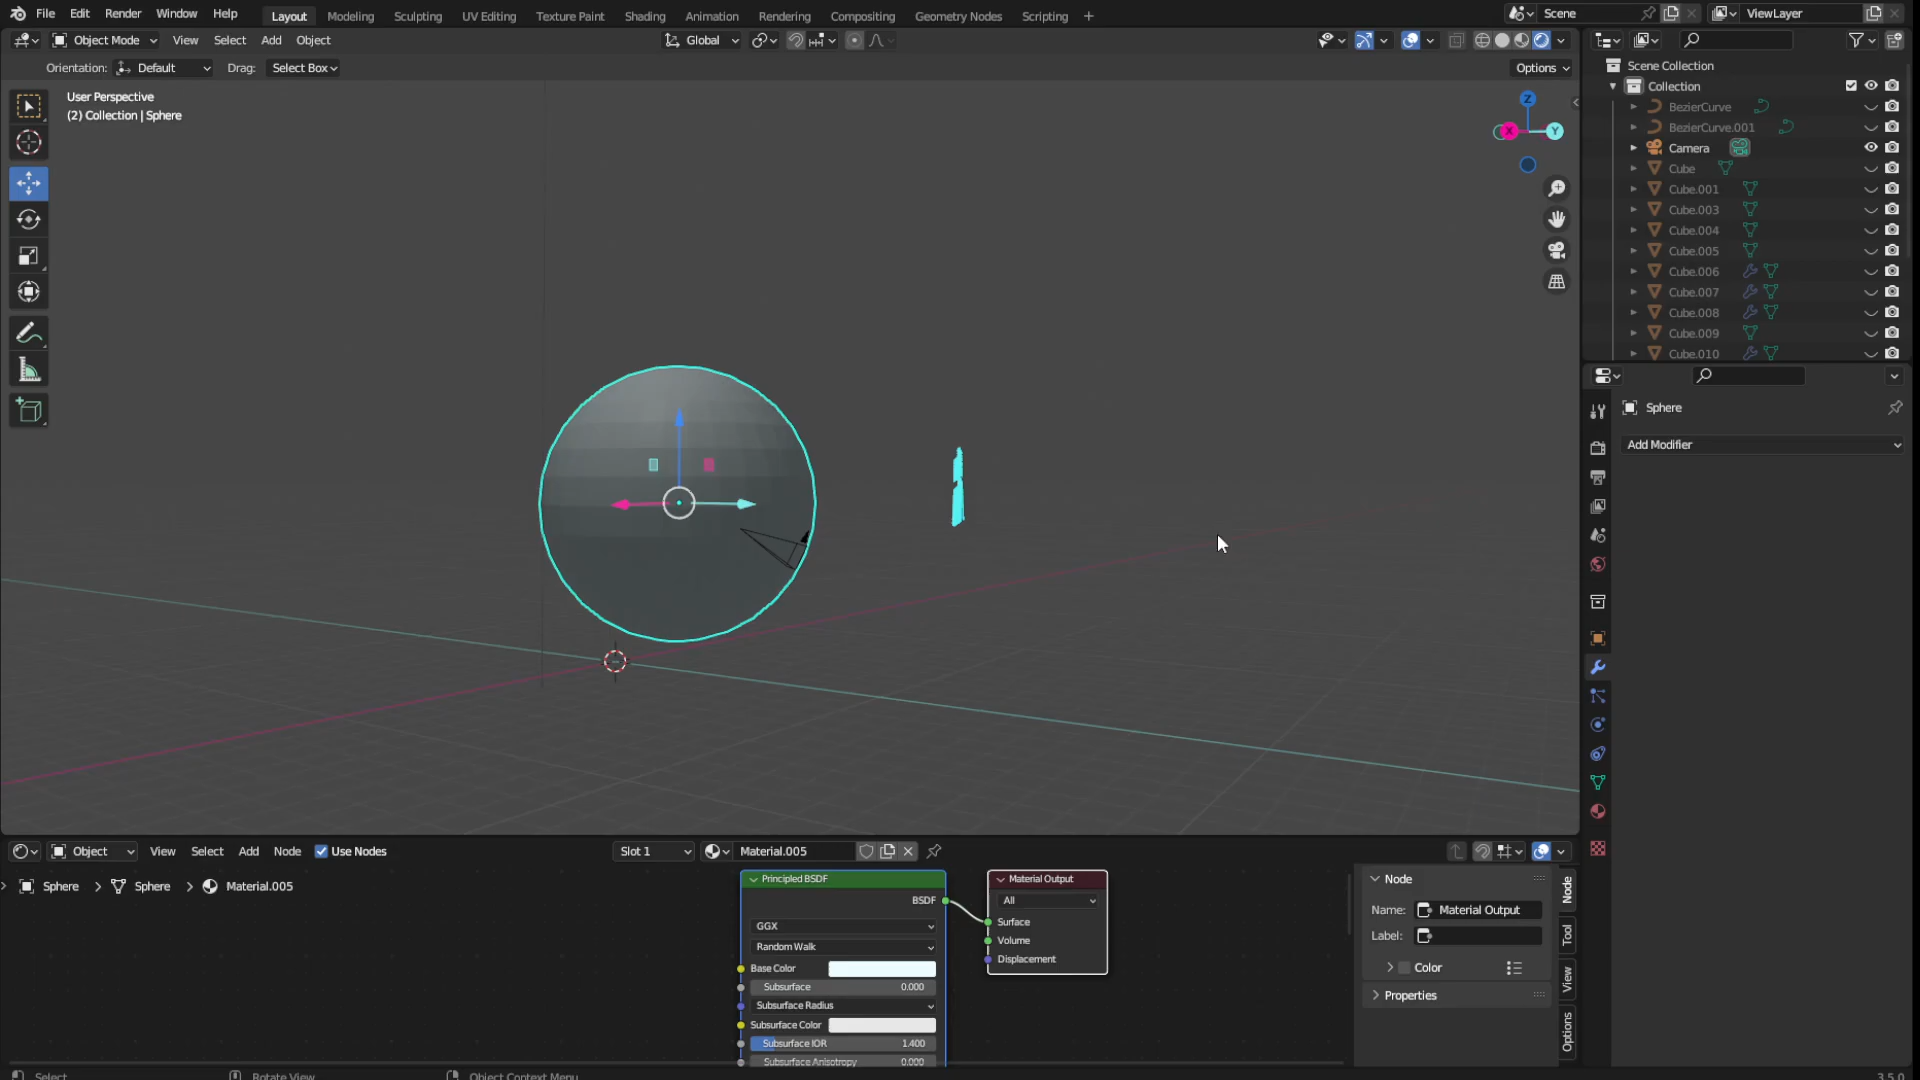 File Edit Render Window Help Layout Modeling Sculpting UV Editing Texture Paint Shading Animation Rendering Compositing Geometry Nodes Scripting + Scene ViewLayer
Object Mode View Select Add Object Global
Orientation: Default Drag: Select Box Options
User Perspective
(2) Collection | Sphere
Z
X
Y
Scene Collection
Collection
BezierCurve
BezierCurve.001
Camera
Cube
Cube.001
Cube.003
Cube.004
Cube.005
Cube.006
Cube.007
Cube.008
Cube.009
Cube.010
Sphere
Add Modifier
Object View Select Add Node Use Nodes Slot 1 Material.005
Sphere > Sphere > Material.005
Principled BSDF
BSDF
GGX
Random Walk
Base Color
Subsurface 0.000
Subsurface Radius
Subsurface Color
Subsurface IOR 1.400
Subsurface Anisotropy 0.000
Material Output
All
Surface
Volume
Displacement
Node
Name: Material Output
Label:
Color
Properties
Node
Tool
View
Options
Select Rotate View Object Context Menu 3.5.0